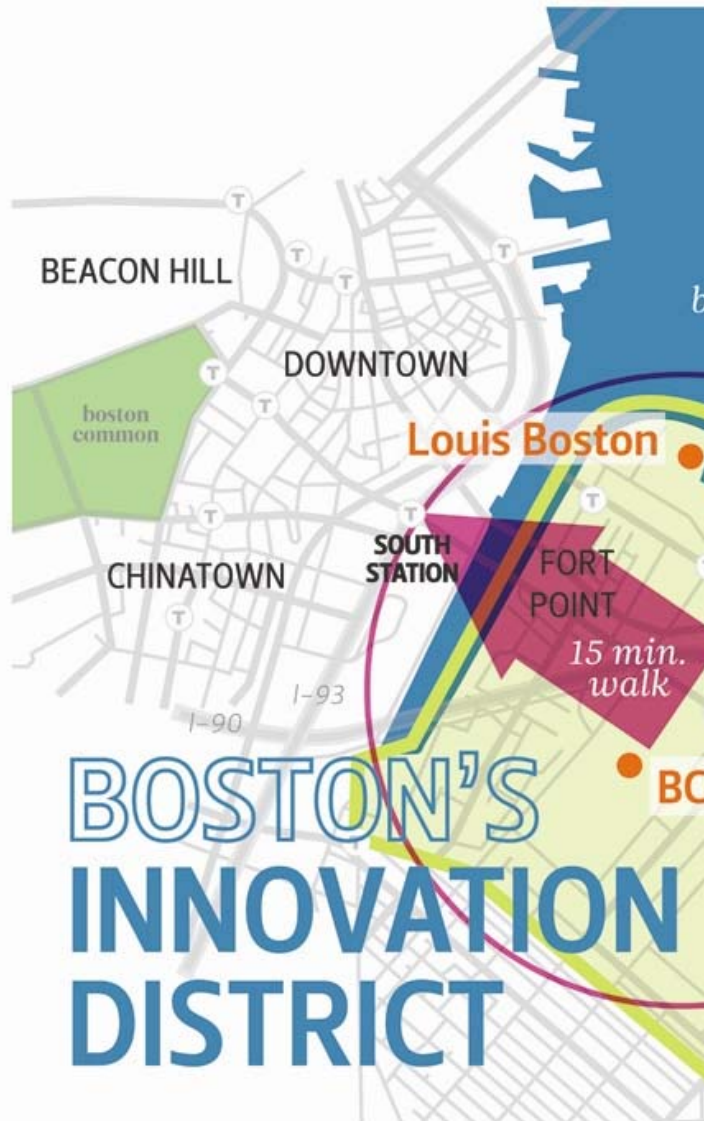 BEACON HILL
DOWNTOWN
boston
common
Louis Boston
SOUTH
STATION
FORT
POINT
CHINATOWN
15 min.
walk
I-93
I-90
BOSTON'S
INNOVATION
DISTRICT
T
T
T
T
T
T
T
T
T
T